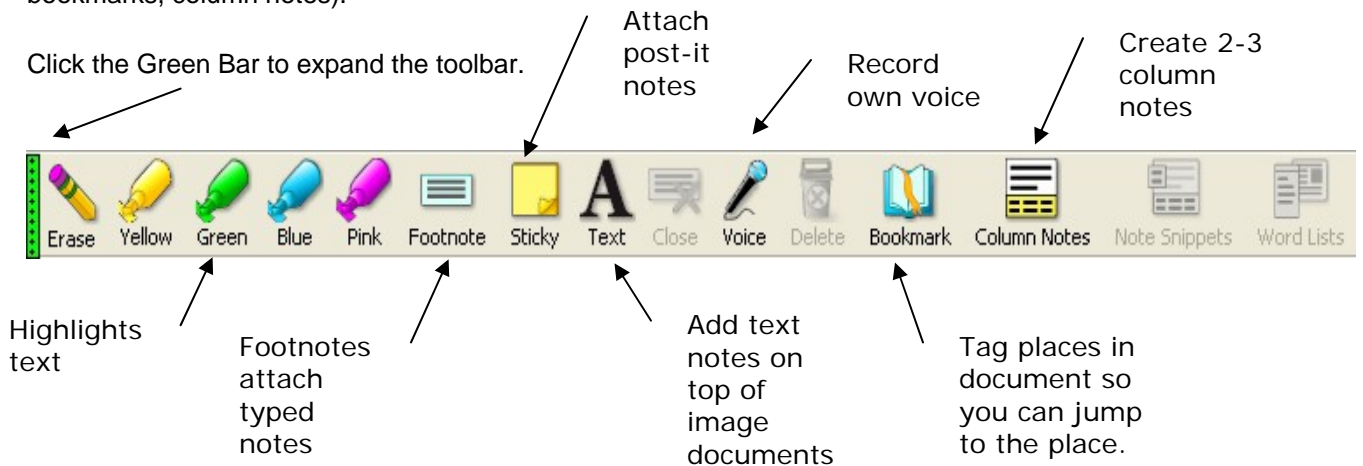 bookmarks, column notes).
Click the Green Bar to expand the toolbar.
Attach
post-it
notes
Record
own voice
Create 2-3
column
notes
Erase Yellow Green Blue Pink Footnote Sticky Text Close Voice Delete Bookmark Column Notes Note Snippets Word Lists
Highlights
text
Footnotes
attach
typed
notes
Add text
notes on
top of
image
documents
Tag places in
document so
you can jump
to the place.